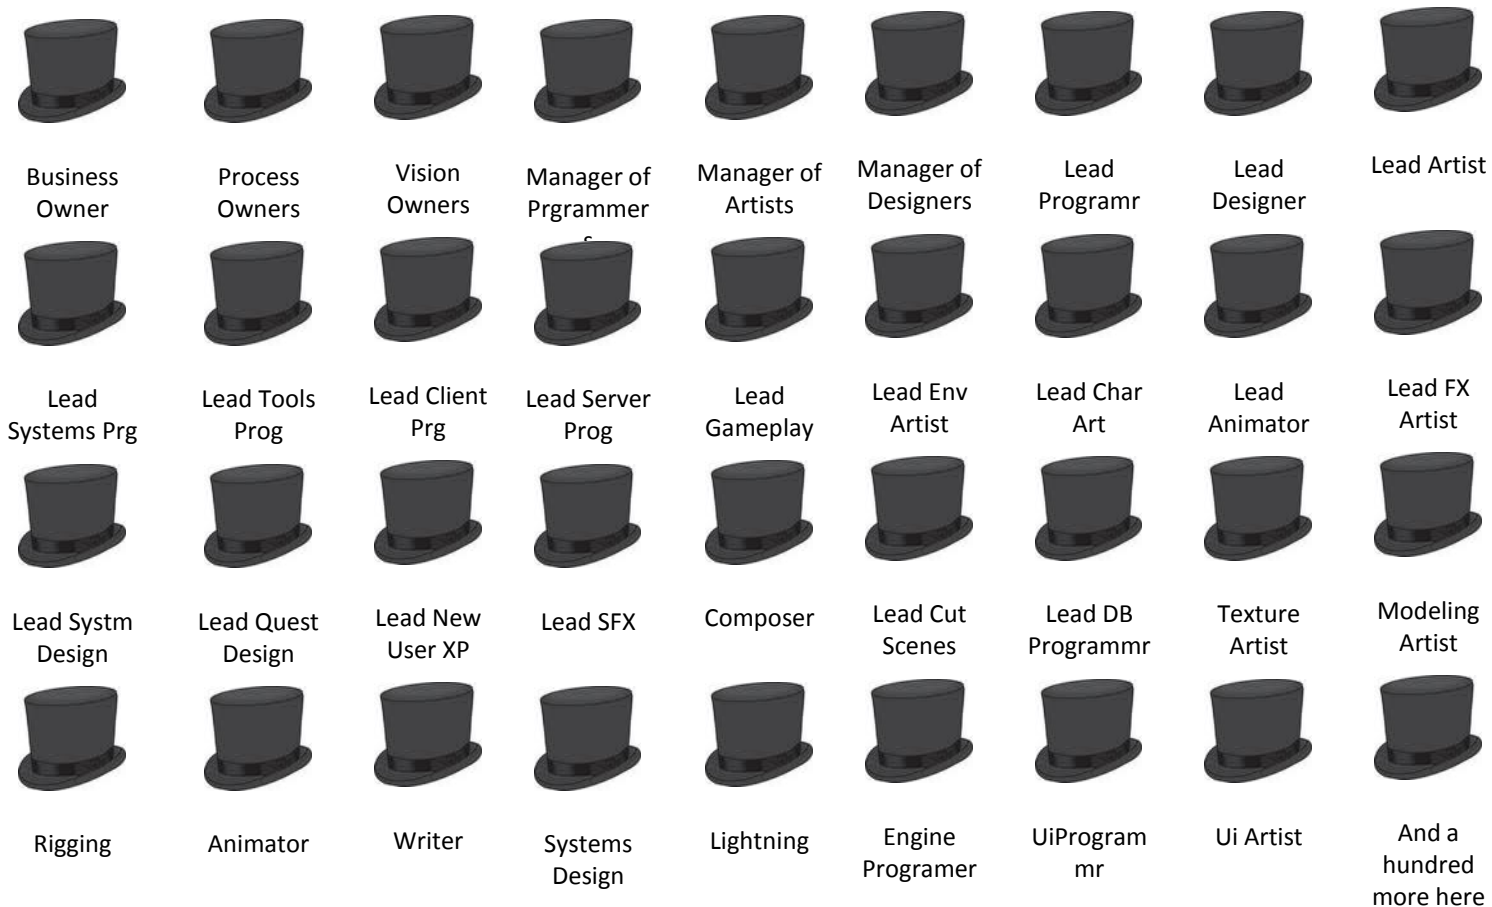 Business
Owner
Process
Owners
Vision
Owners
Manager of
Prgrammer
s
Manager of
Artists
Manager of
Designers
Lead
Programr
Lead
Designer
Lead Artist
Lead
Systems Prg
Lead Tools
Prog
Lead Client
Prg
Lead Server
Prog
Lead
Gameplay
Lead Env
Artist
Lead Char
Art
Lead
Animator
Lead FX
Artist
Lead Systm
Design
Lead Quest
Design
Lead New
User XP
Lead SFX
Composer
Lead Cut
Scenes
Lead DB
Programmr
Texture
Artist
Modeling
Artist
Rigging
Animator
Writer
Systems
Design
Lightning
Engine
Programer
UiProgram
mr
Ui Artist
And a
hundred
more here